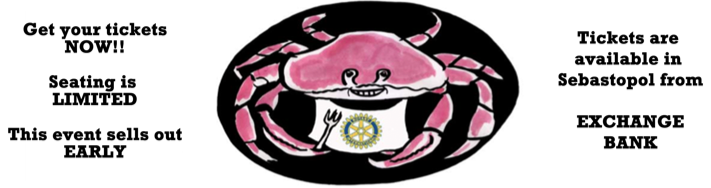 Get your tickets
NOW!!
Seating is
LIMITED
This event sells out
EARLY
Tickets are
available in
Sebastopol from
EXCHANGE
BANK